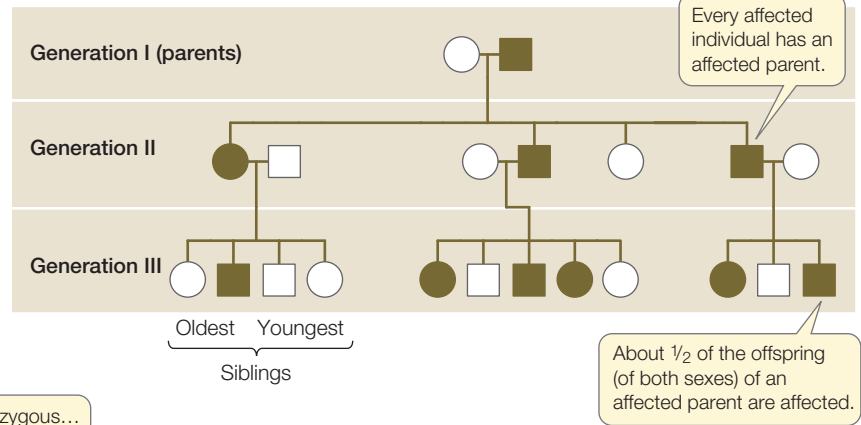 Every affected
individual has an
affected parent.
Generation I (parents)
Generation II
Generation III
Oldest Youngest
Siblings
About 1/2 of the offspring
(of both sexes) of an
affected parent are affected.
zygous…